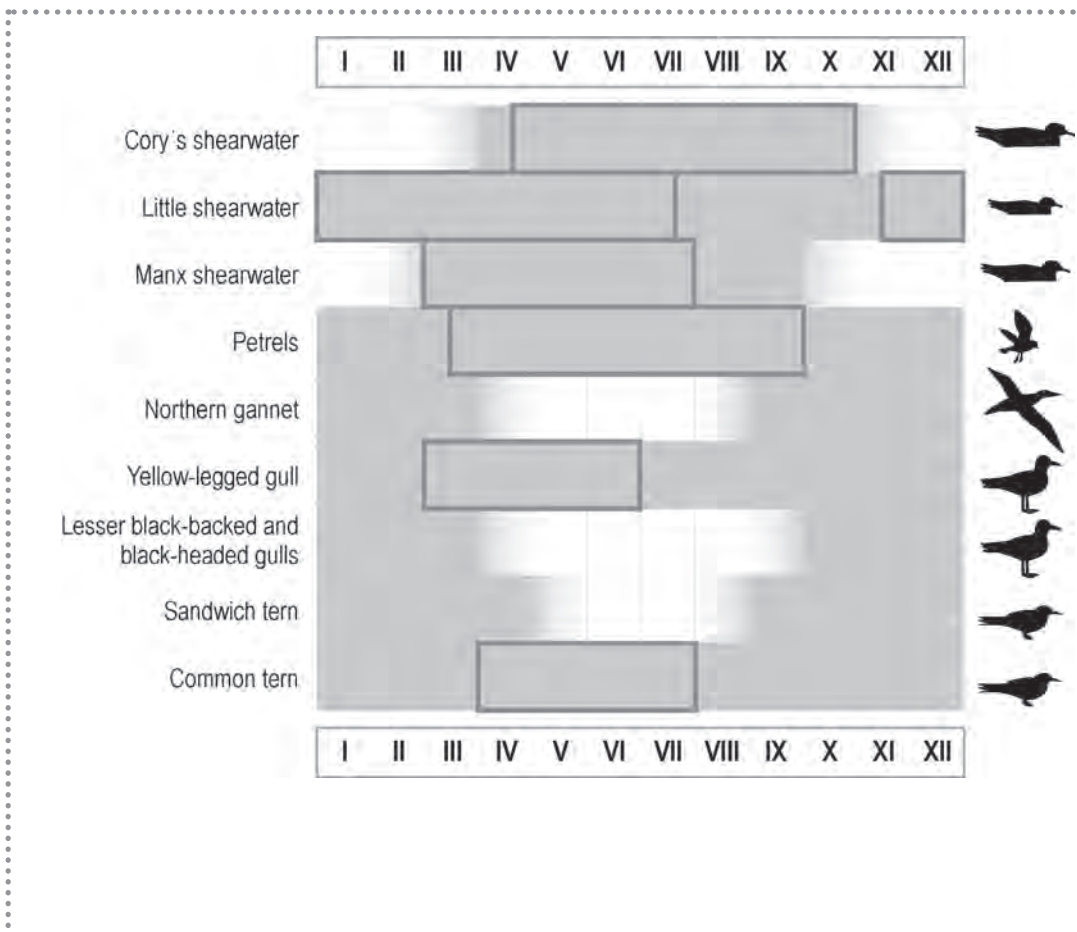 I II III IV V VI VII VIII IX X XI XII
Cory´s shearwater
Little shearwater
Manx shearwater
Petrels
Northern gannet
Yellow-legged gull
Lesser black-backed and
black-headed gulls
Sandwich tern
Common tern
I II III IV V VI VII VIII IX X XI XII